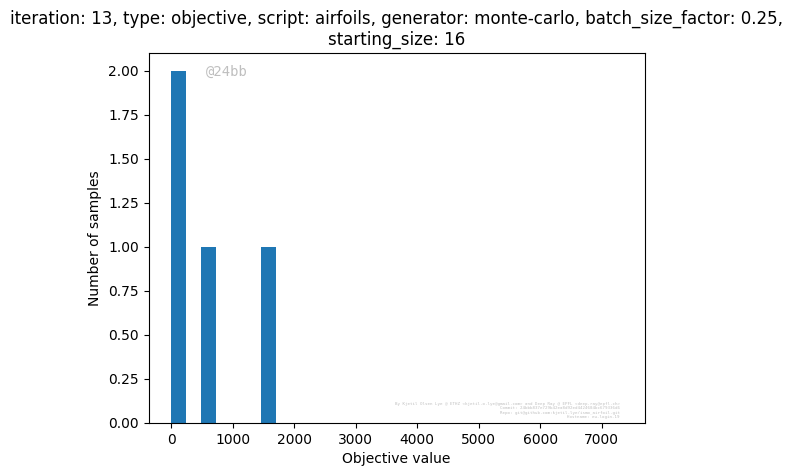 iteration: 13, type: objective, script: airfoils, generator: monte-carlo, batch_size_factor: 0.25,
starting_size: 16
@24bb
2.00
1.75
1.50
1.25
1.00
0.75
0.50
0.25
0.00
Number of samples
0 1000 2000 3000 4000 5000 6000 7000
Objective value